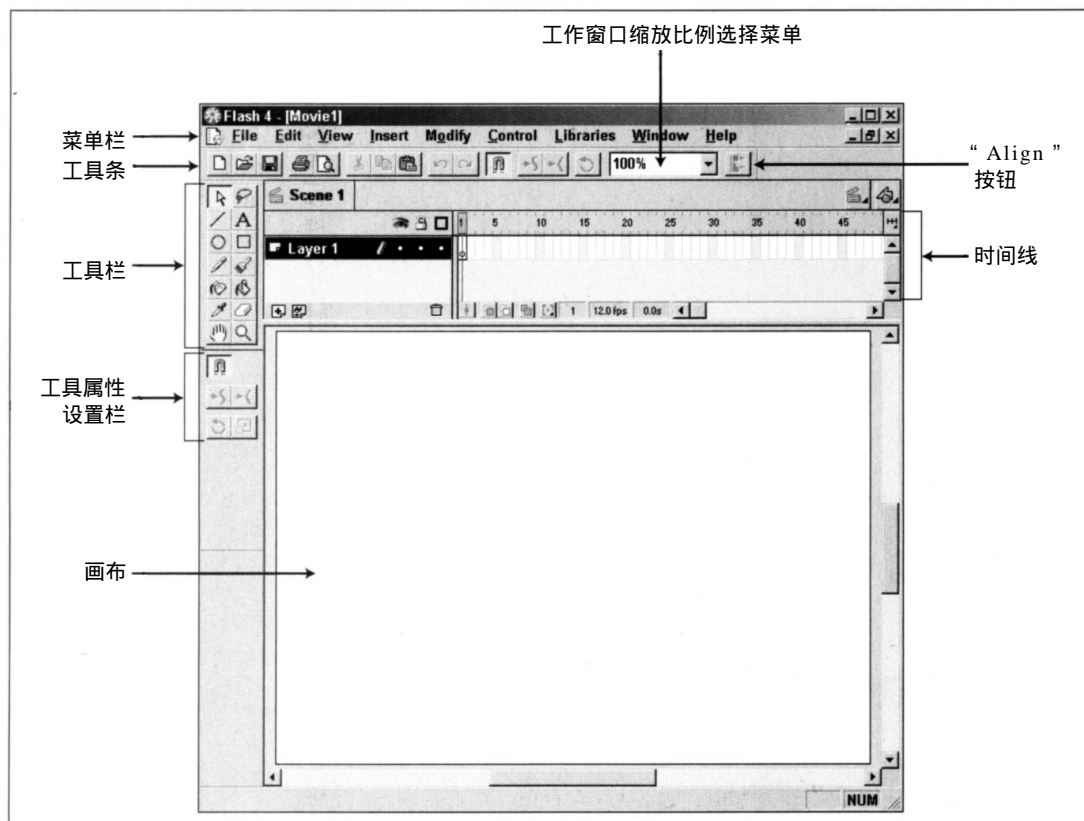 工作窗口缩放比例选择菜单
Flash 4 - [Movie1]
菜单栏
File Edit View Insert Modify Control Libraries Window Help
工具条
100%
“ Align ”
按钮
Scene 1
A
1 5 10 15 20 25 30 35 40 45
Layer 1
工具栏
时间线
1 12.0 fps 0.0s
工具属性
设置栏
画布
NUM